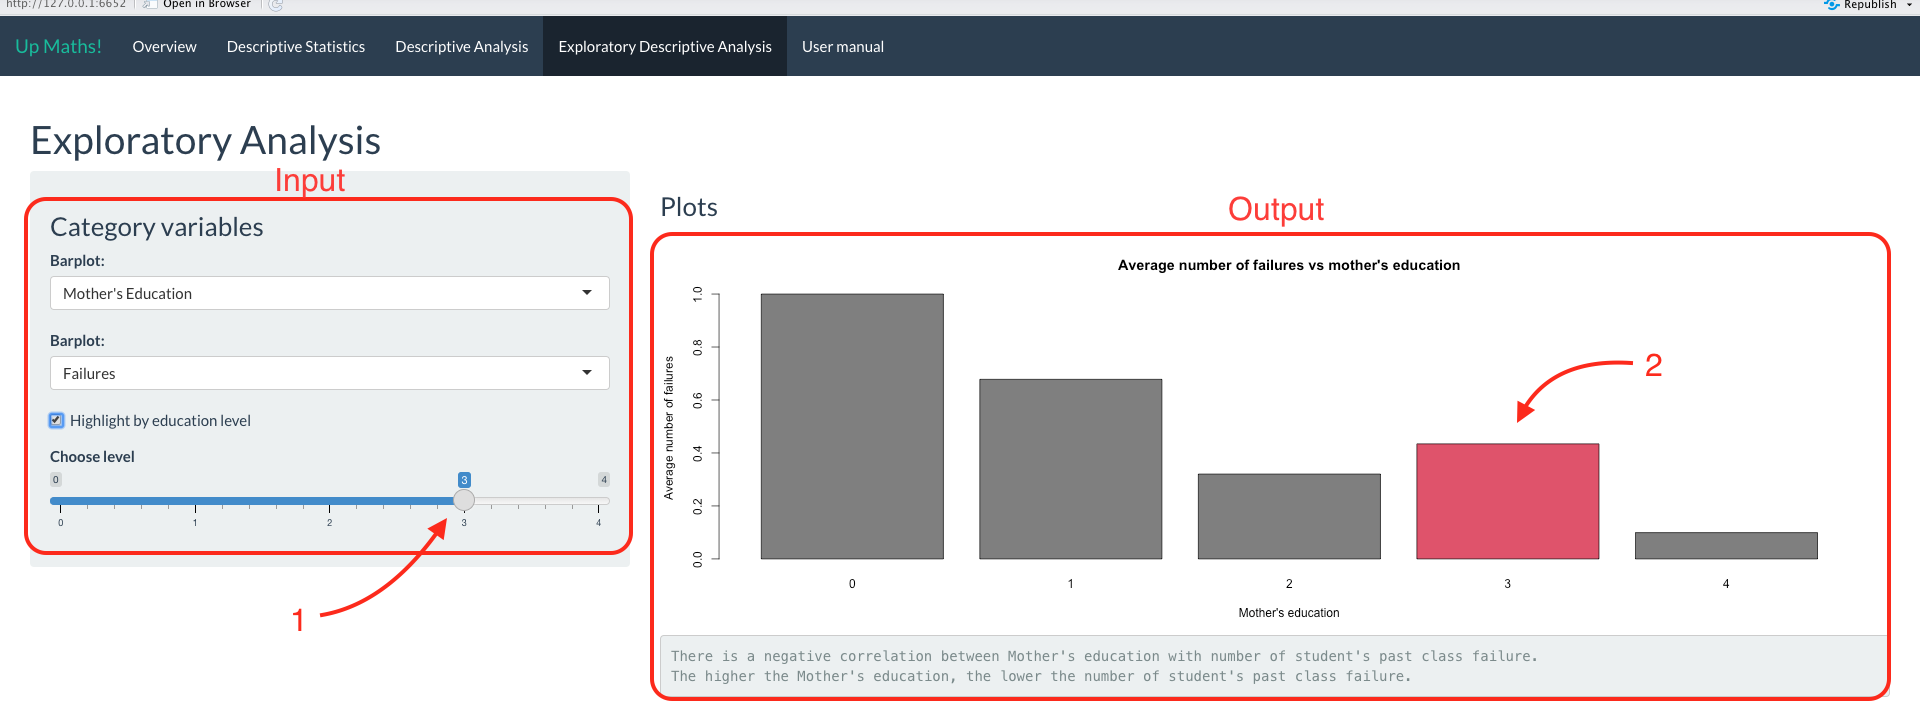 http://127.0.0.1:6652 Open in Browser Republish
Up Maths! Overview Descriptive Statistics Descriptive Analysis Exploratory Descriptive Analysis User manual
Exploratory Analysis
Input
Category variables
Barplot:
Mother's Education
Barplot:
Failures
Highlight by education level
Choose level
0 3 4
0 1 2 3 4
1
Plots
Output
Average number of failures vs mother's education
Average number of failures
1.0
0.8
0.6
0.4
0.2
0.0
2
0 1 2 3 4
Mother's education
There is a negative correlation between Mother's education with number of student's past class failure.
The higher the Mother's education, the lower the number of student's past class failure.